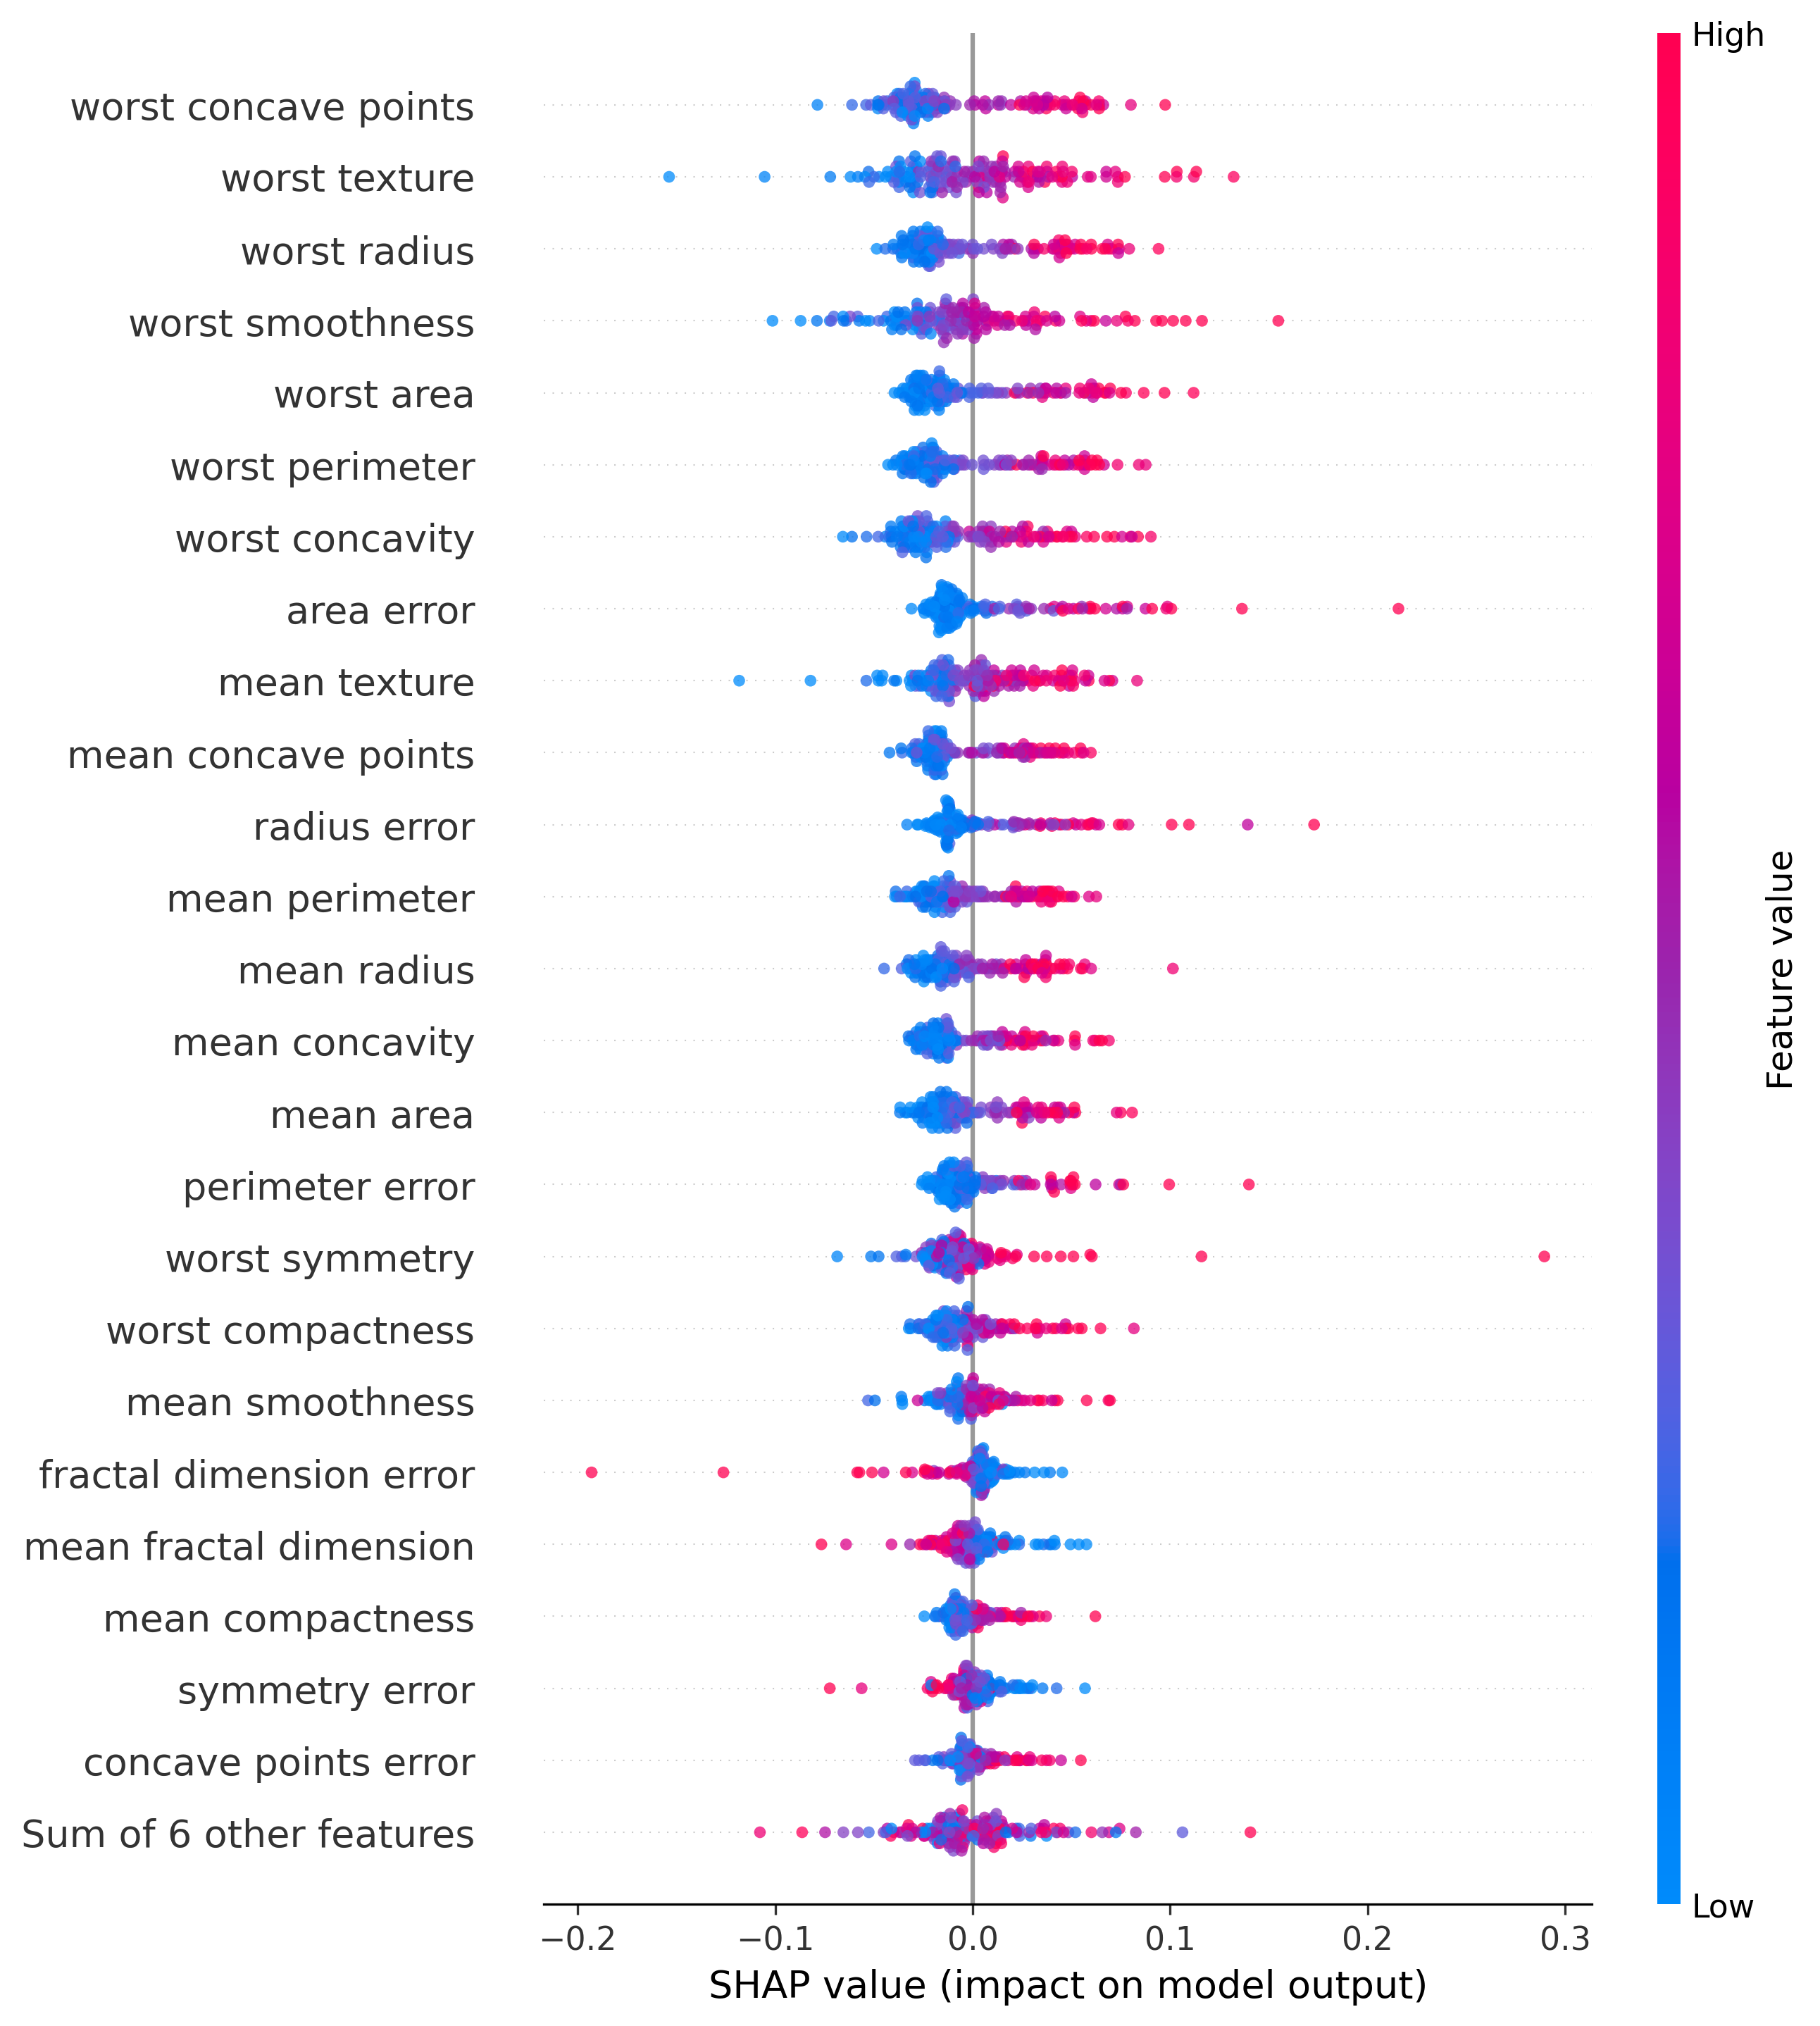 High
worst concave points
worst texture
worst radius
worst smoothness
worst area
worst perimeter
worst concavity
area error
mean texture
mean concave points
radius error
mean perimeter
mean radius
mean concavity
mean area
perimeter error
worst symmetry
worst compactness
mean smoothness
fractal dimension error
mean fractal dimension
mean compactness
symmetry error
concave points error
Sum of 6 other features
Feature value
Low
−0.2 −0.1 0.0 0.1 0.2 0.3
SHAP value (impact on model output)